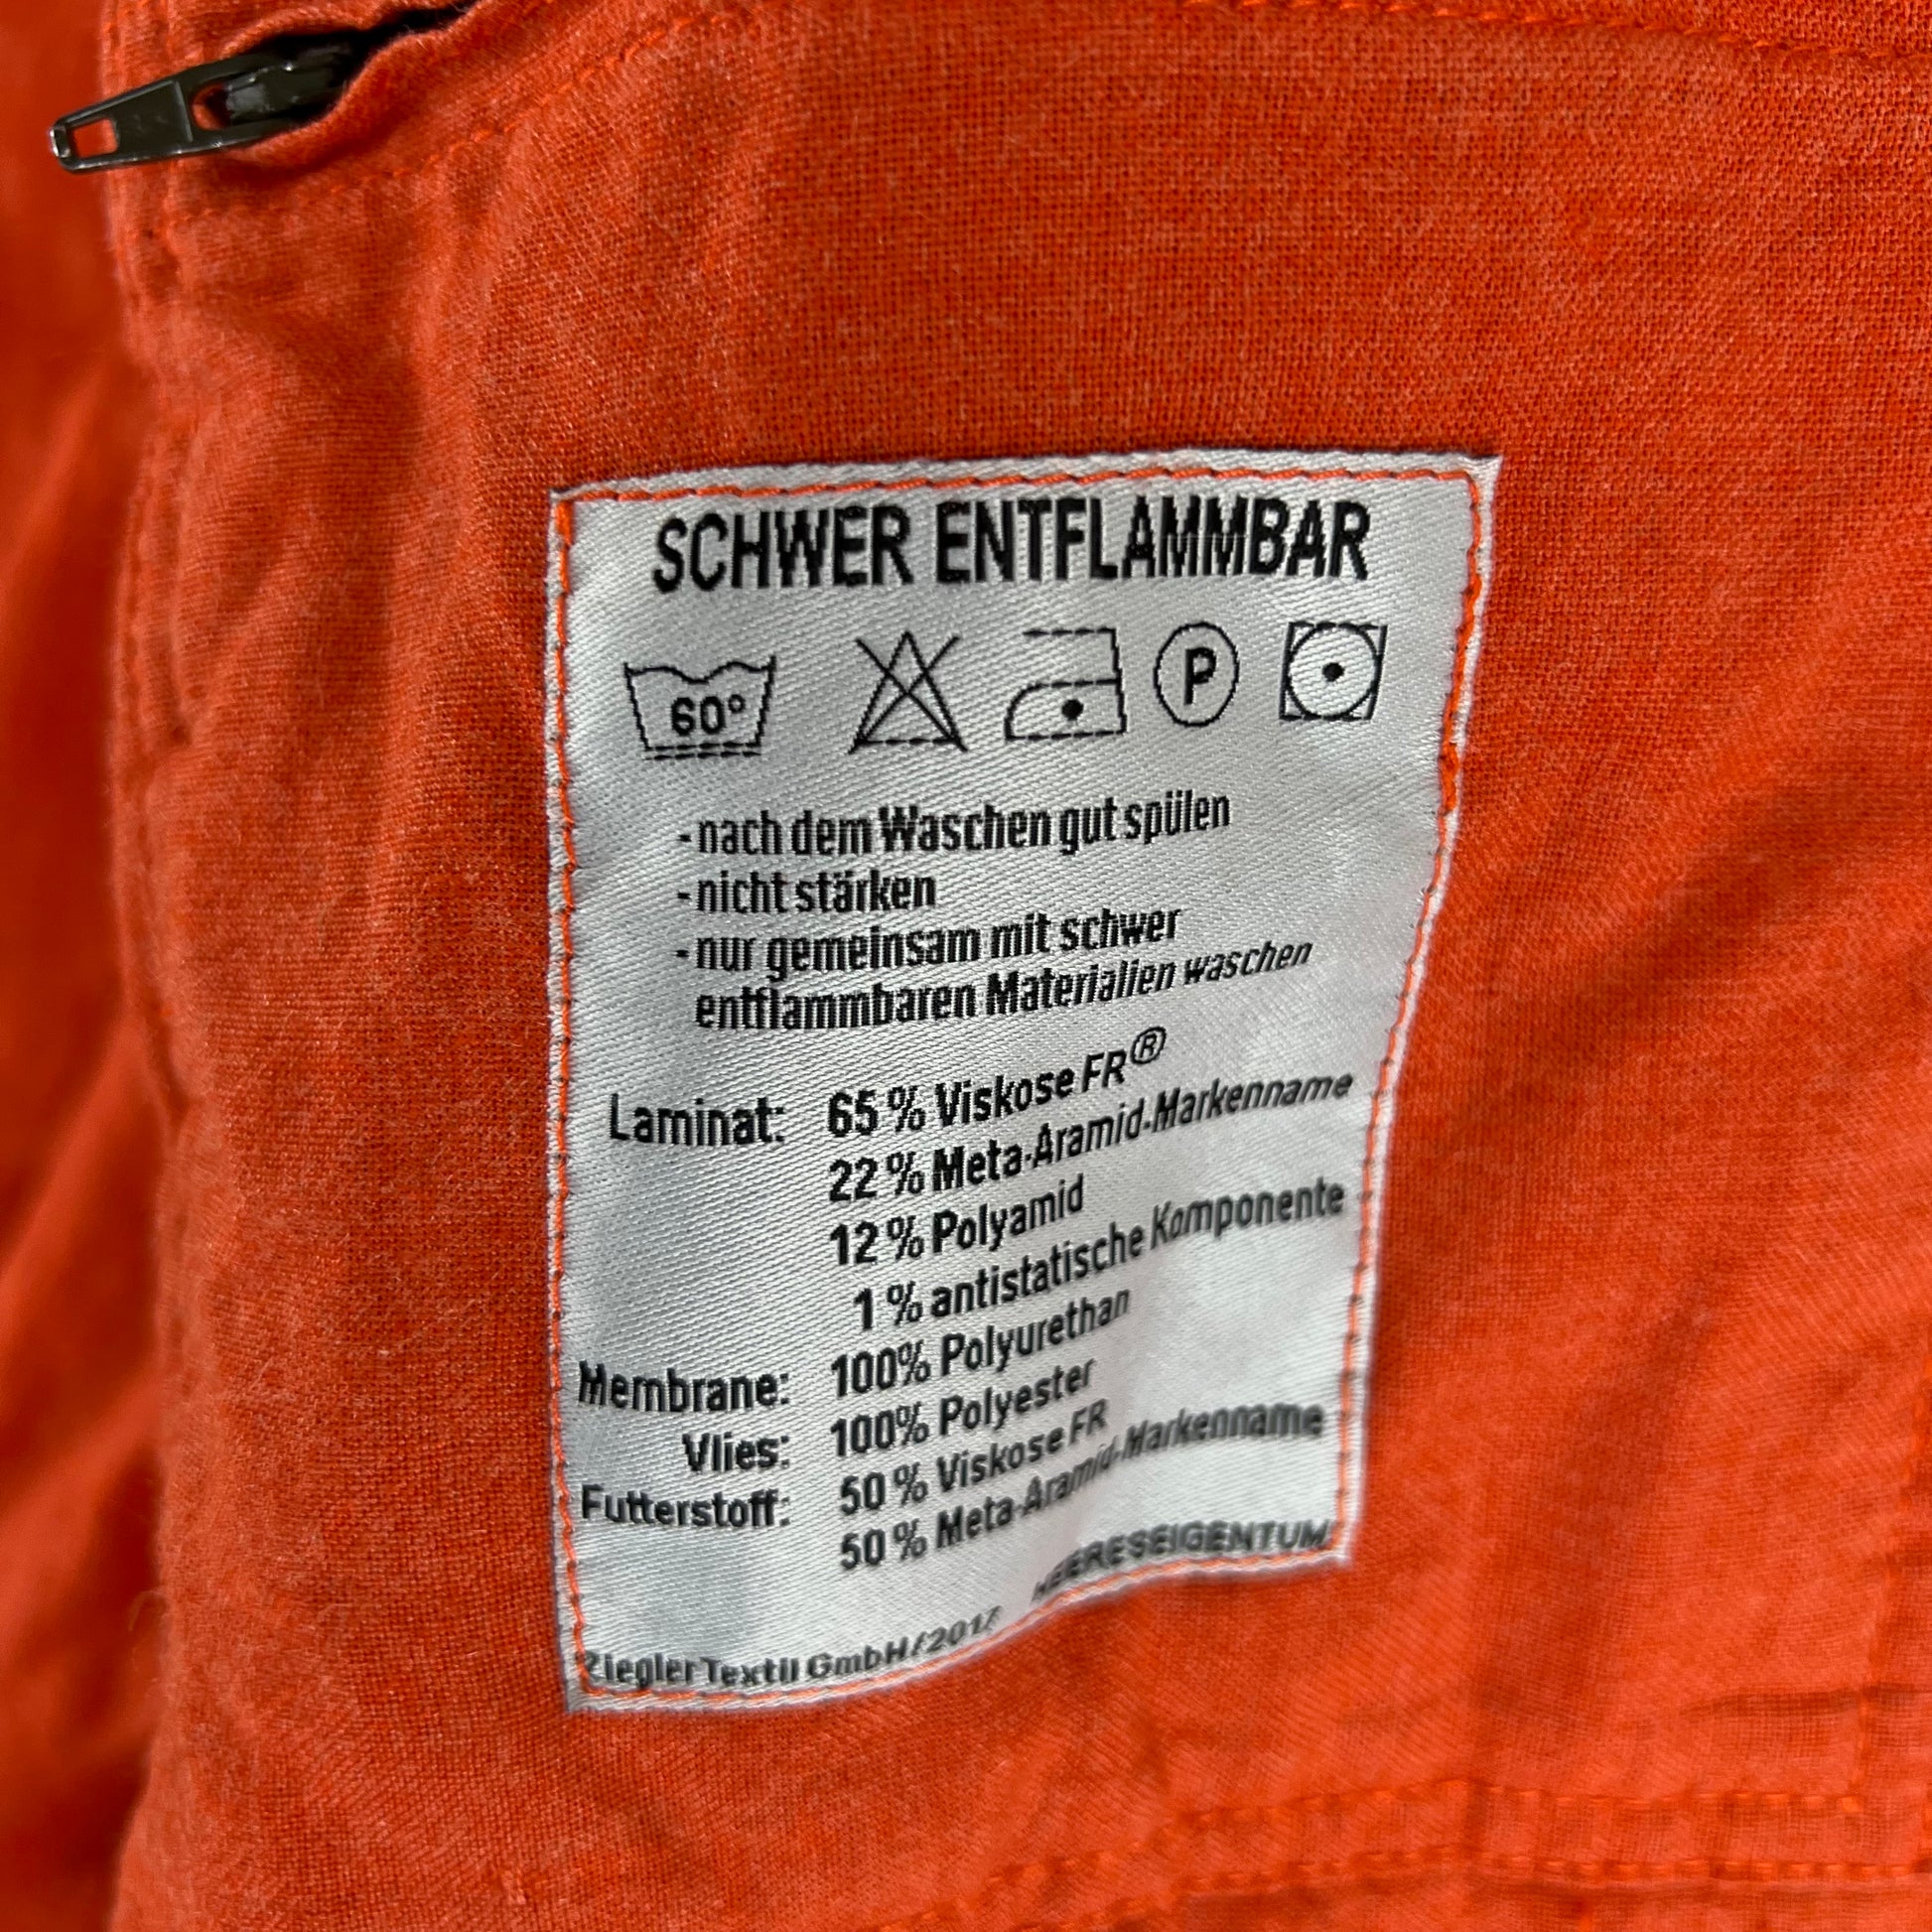 SCHWER ENTFLAMMBAR
60° P
-nach dem Waschen gut spülen
-nicht stärken
-nur gemeinsam mit schwer
entflammbaren Materialien waschen
Laminat: 65 % Viskose FR®
22 % Meta-Aramid-Markenname
12 % Polyamid
1 % antistatische Komponente
Membrane: 100% Polyurethan
Vlies: 100% Polyester
Futterstoff: 50 % Viskose FR
50 % Meta-Aramid-Markenname
HEERESEIGENTUM
Ziegler Textil GmbH/2017